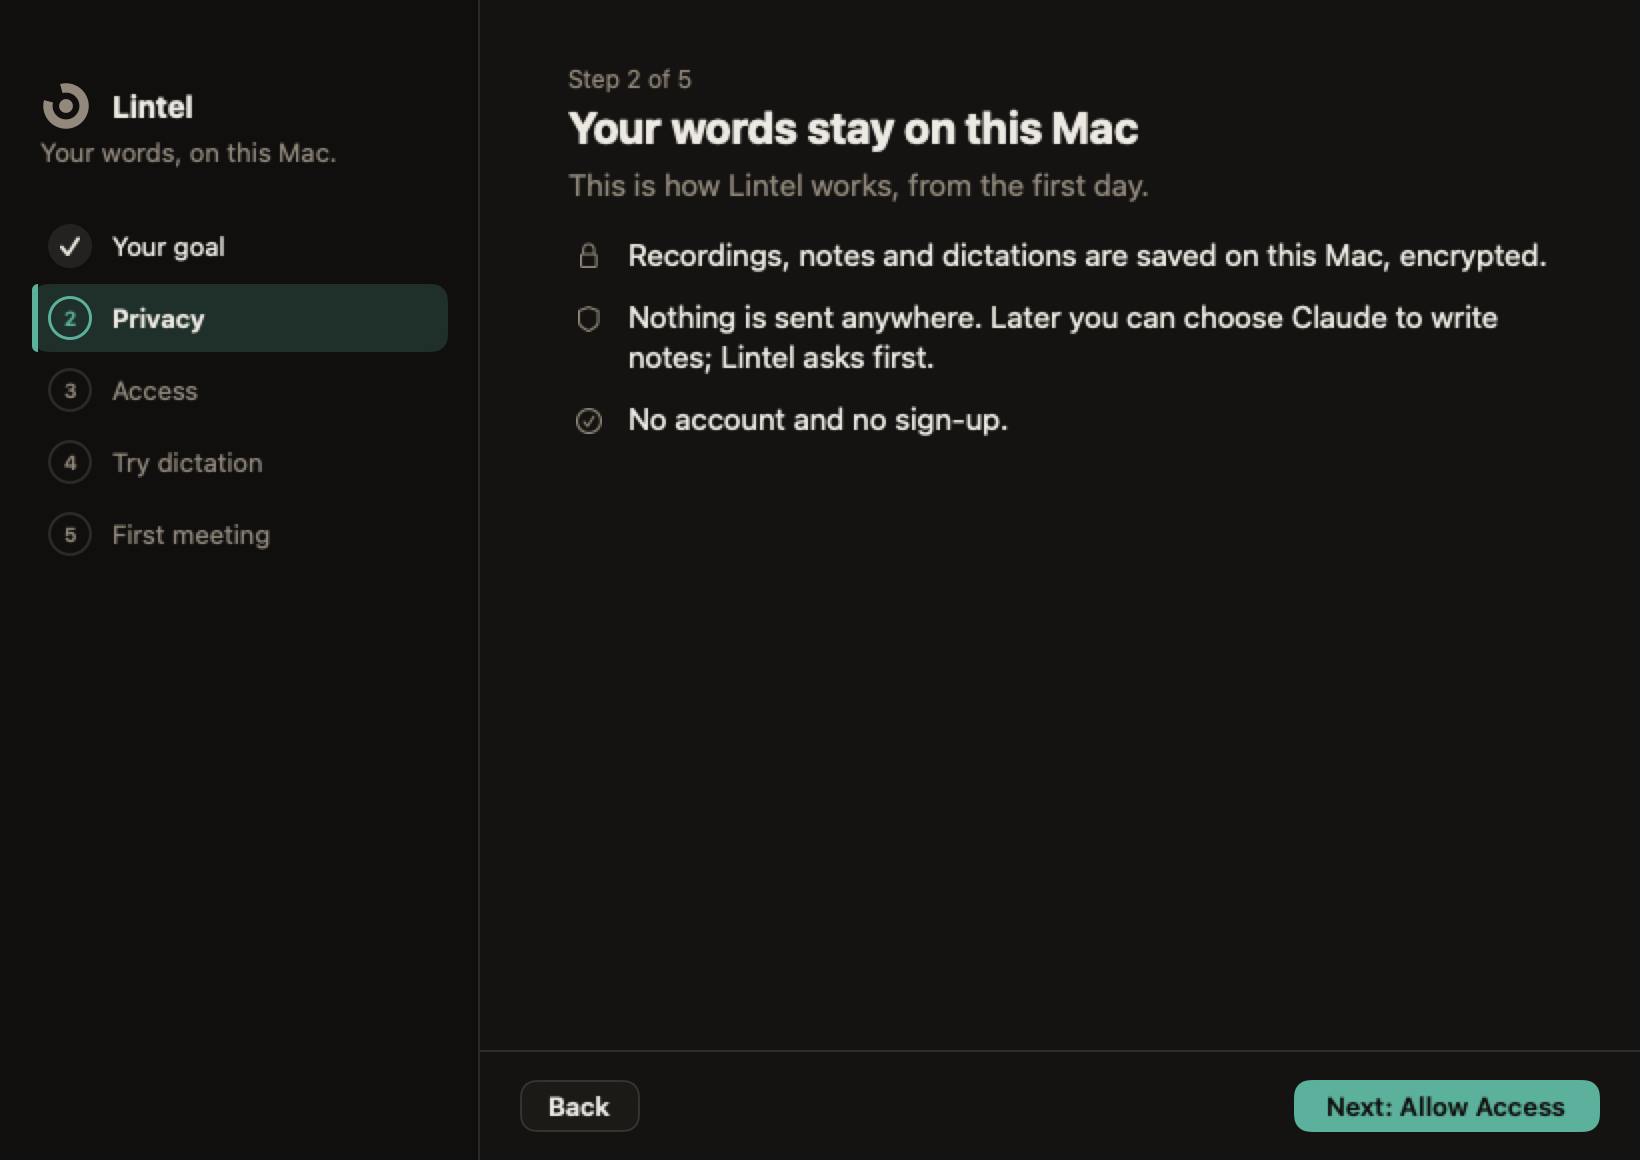 Lintel
Your words, on this Mac.
Your goal
2 Privacy
3 Access
4 Try dictation
5 First meeting
Step 2 of 5
Your words stay on this Mac
This is how Lintel works, from the first day.
Recordings, notes and dictations are saved on this Mac, encrypted.
Nothing is sent anywhere. Later you can choose Claude to write
notes; Lintel asks first.
No account and no sign-up.
Back
Next: Allow Access